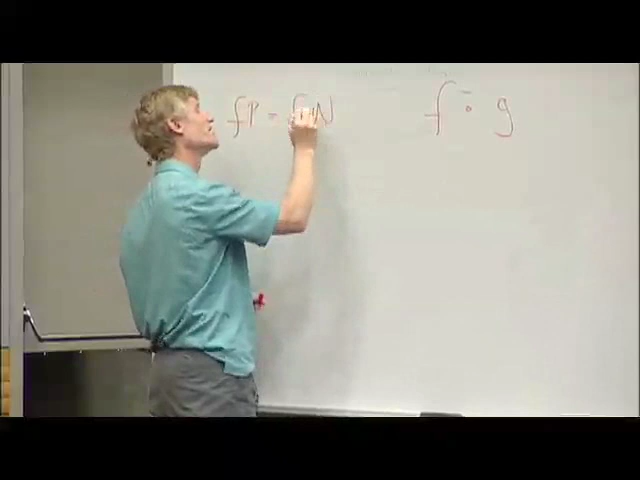 fP = f N f ÷ g